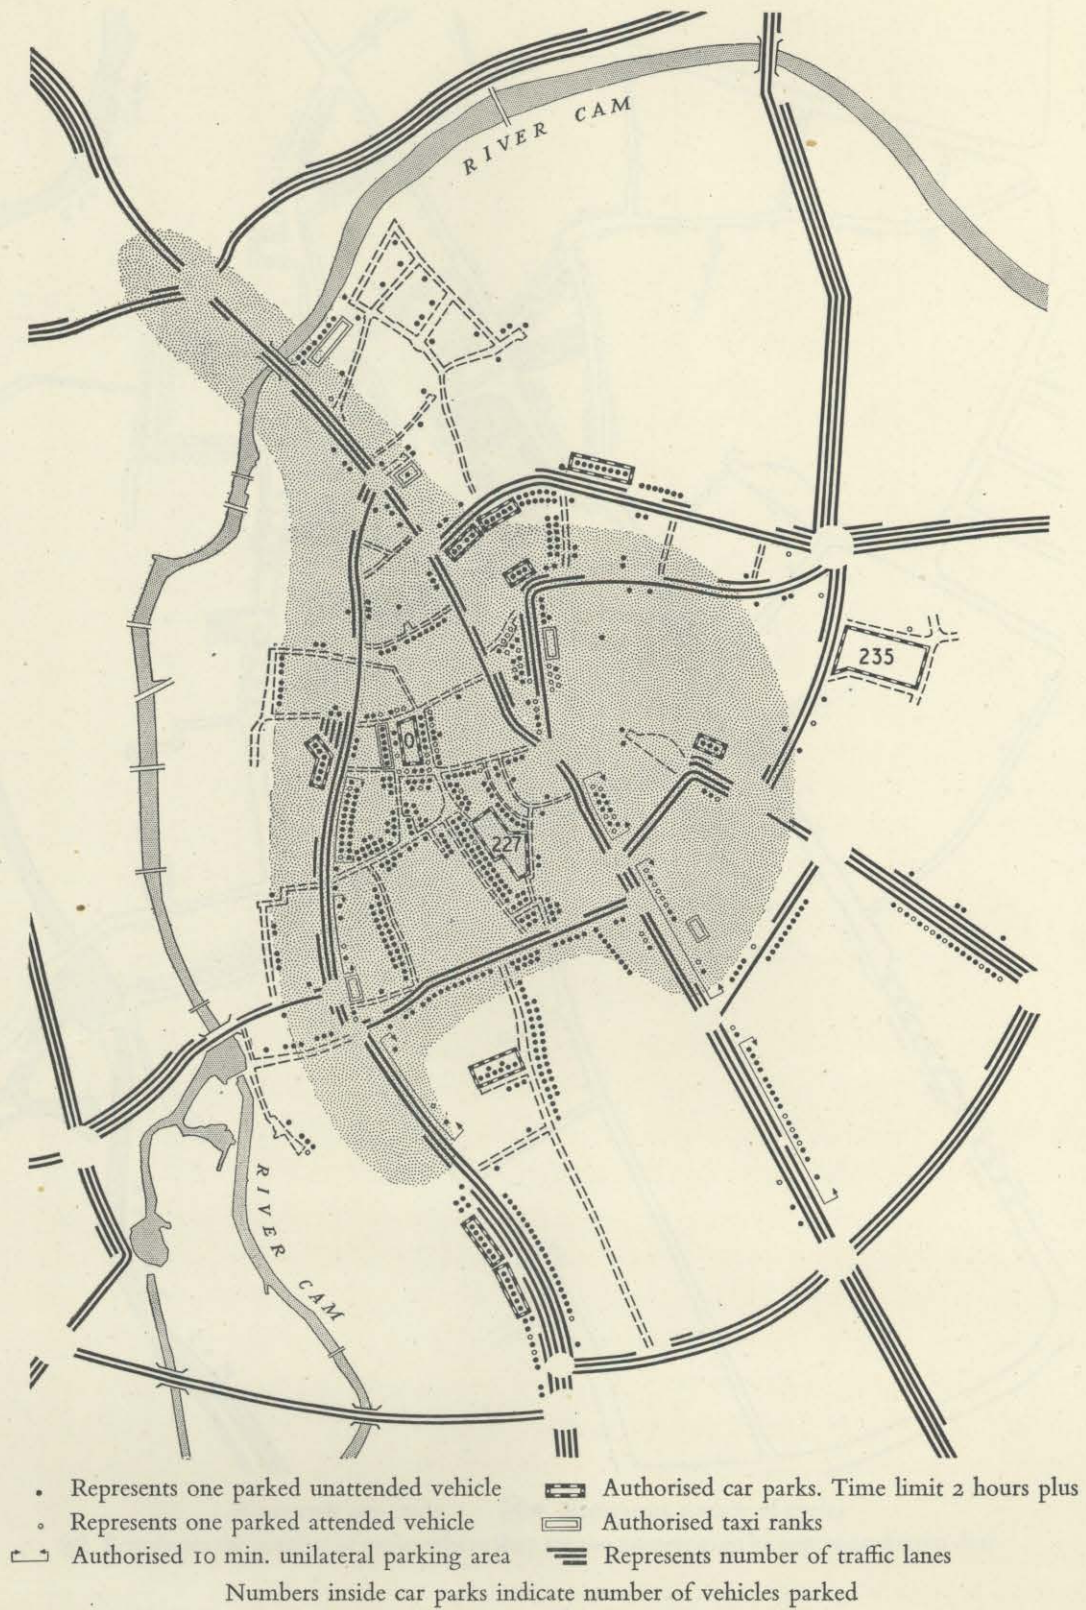 RIVER CAM
235
0
227
RIVER CAM
Represents one parked unattended vehicle
Authorised car parks. Time limit 2 hours plus
Represents one parked attended vehicle
Authorised taxi ranks
Authorised 10 min. unilateral parking area
Represents number of traffic lanes
Numbers inside car parks indicate number of vehicles parked